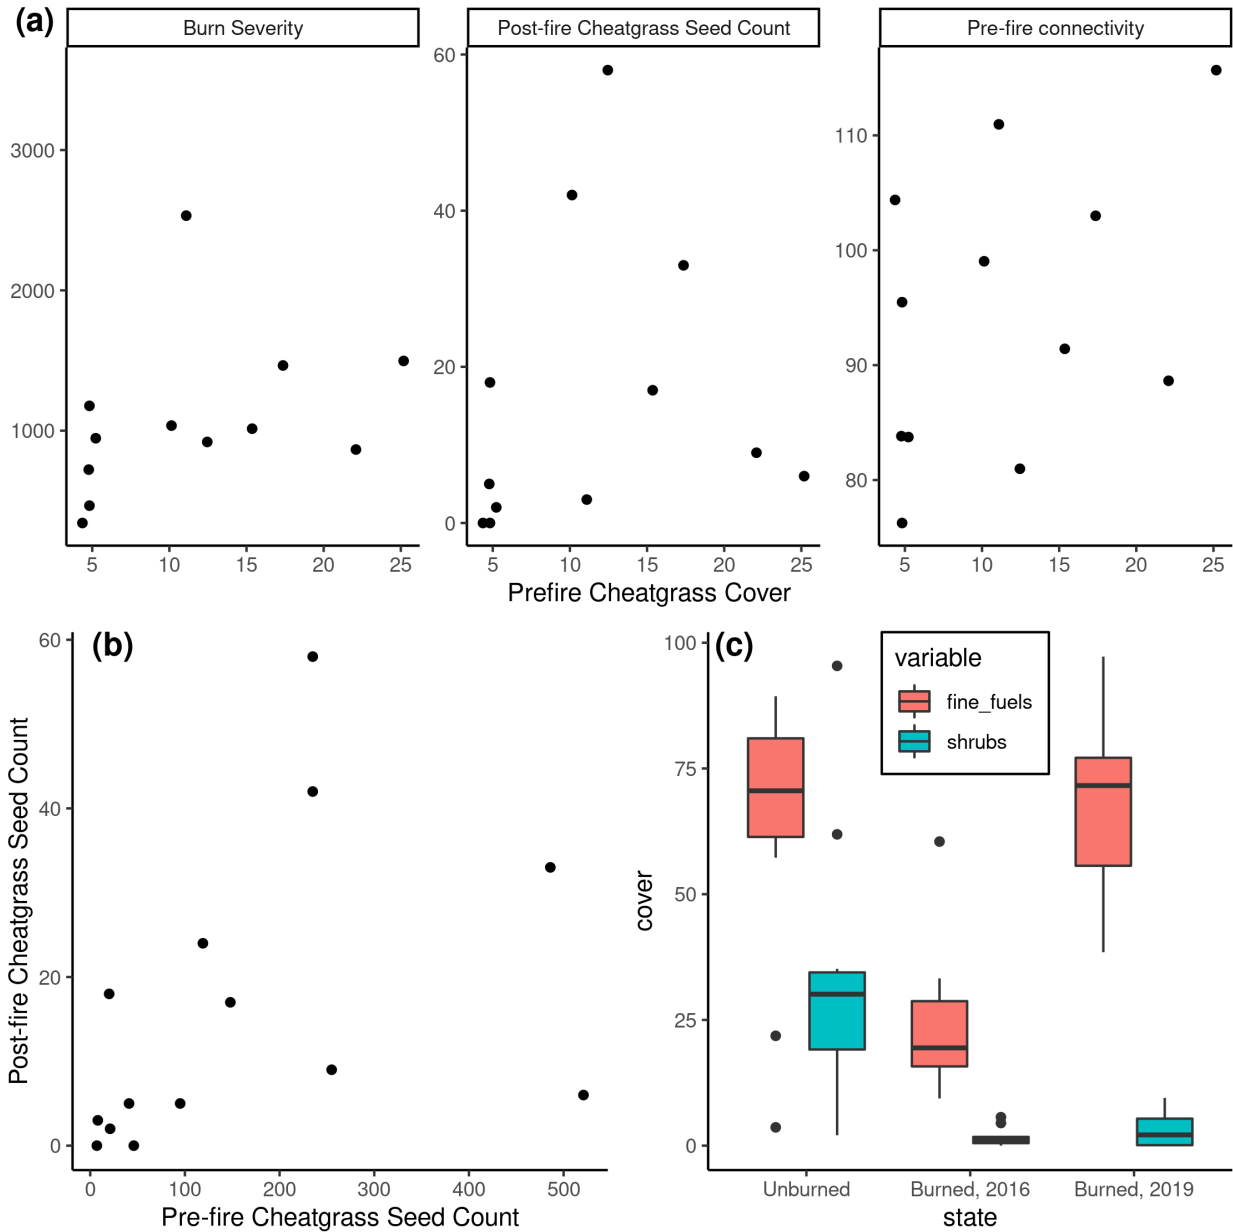 (a)
Burn Severity
Post-fire Cheatgrass Seed Count
Pre-fire connectivity
3000
2000
1000
60
40
20
0
110
100
90
80
5 10 15 20 25
5 10 15 20 25
5 10 15 20 25
Prefire Cheatgrass Cover
(b)
Post-fire Cheatgrass Seed Count
60
40
20
0
0 100 200 300 400 500
Pre-fire Cheatgrass Seed Count
(c)
variable
fine_fuels
shrubs
cover
100
75
50
25
0
Unburned Burned, 2016 Burned, 2019
state